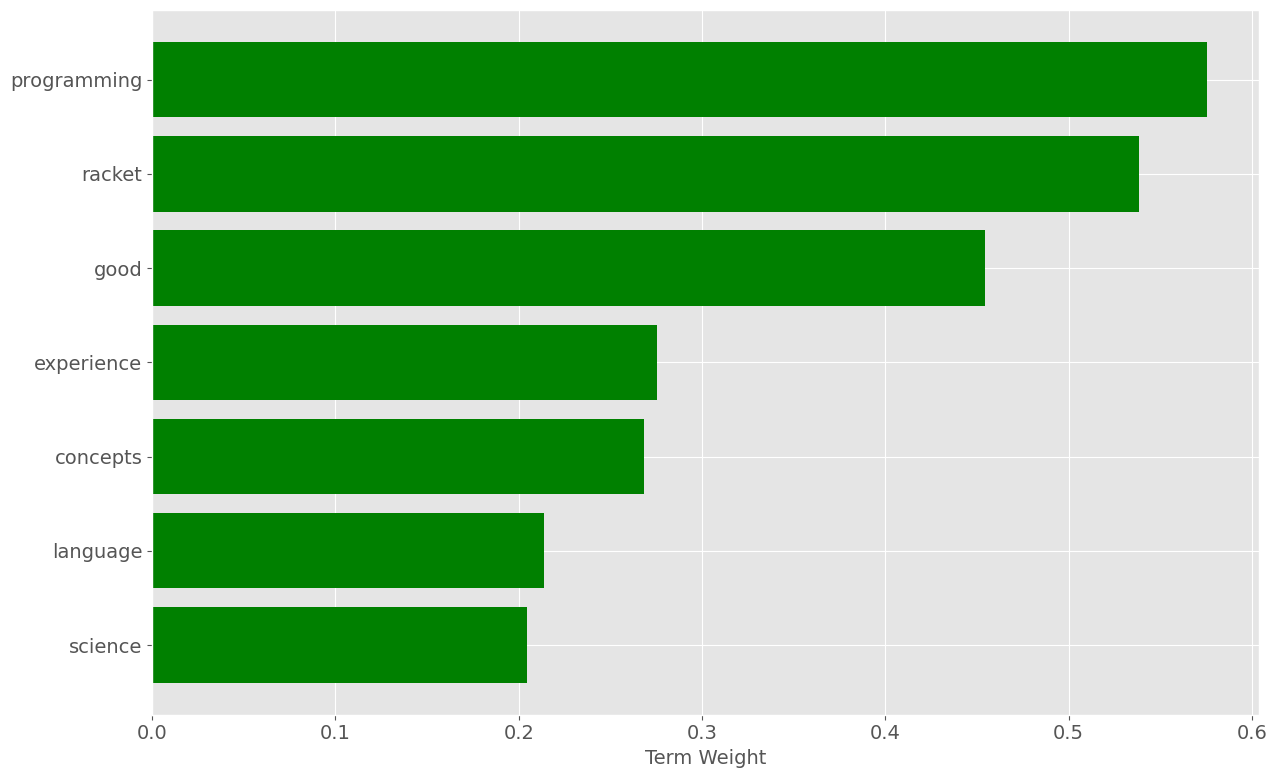 programming
racket
good
experience
concepts
language
science
0.0 0.1 0.2 0.3 0.4 0.5 0.6
Term Weight